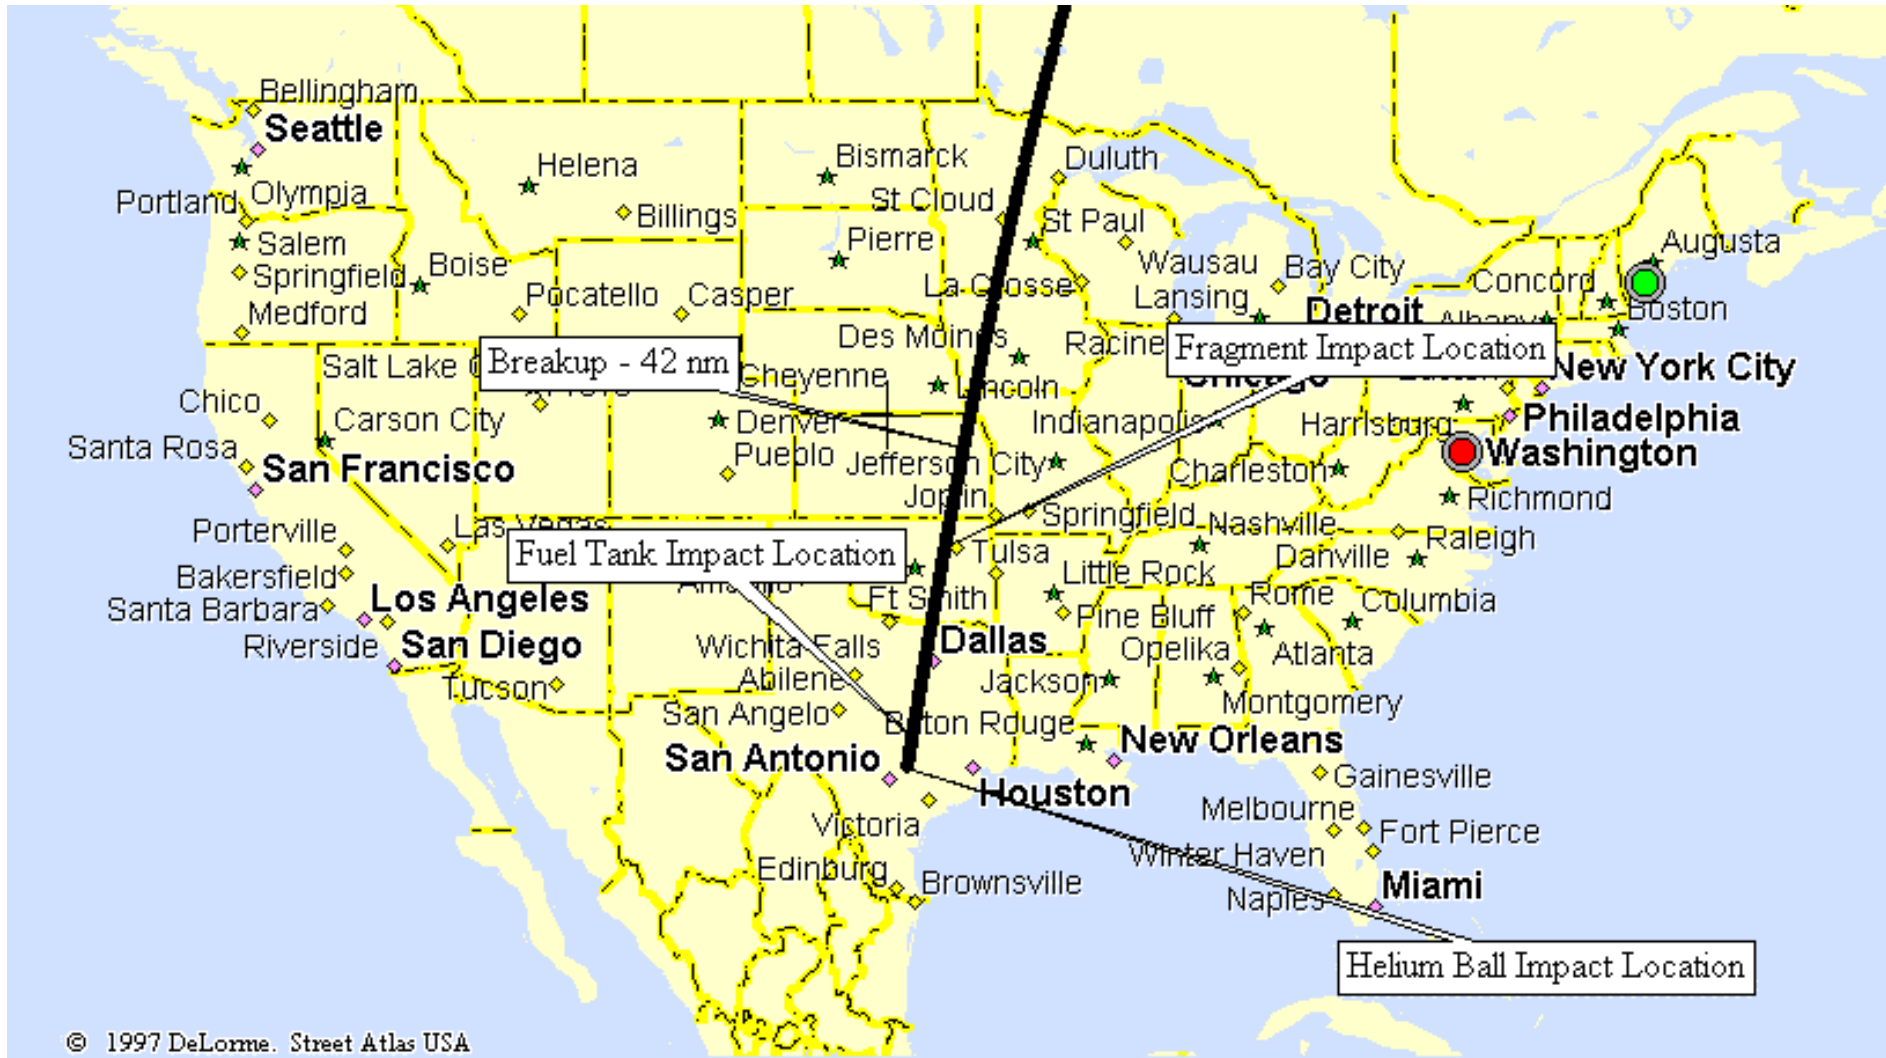 Bellingham
Seattle
Helena
Bismarck
Duluth
Portland
Olympia
Billings
St Cloud
St Paul
Augusta
Salem
Pierre
Wausau
Bay City
Concord
Springfield
Boise
La Crosse
Lansing
Boston
Medford
Pocatello
Casper
Detroit
Albany
Des Moines
Racine
Fragment Impact Location
New York City
Salt Lake
Breakup - 42 nm
Cheyenne
Lincoln
Chicago
Chico
Carson City
Denver
Indianapolis
Harrisburg
Philadelphia
Santa Rosa
San Francisco
Pueblo
Jefferson City
Charleston
Washington
Joplin
Richmond
Porterville
Las Vegas
Springfield
Nashville
Raleigh
Fuel Tank Impact Location
Tulsa
Danville
Bakersfield
Amarillo
Little Rock
Santa Barbara
Los Angeles
Ft Smith
Pine Bluff
Rome
Columbia
Riverside
San Diego
Wichita Falls
Dallas
Opelika
Atlanta
Tucson
Abilene
Jackson
Montgomery
San Angelo
Baton Rouge
San Antonio
New Orleans
Houston
Gainesville
Victoria
Melbourne
Fort Pierce
Winter Haven
Edinburg
Brownsville
Naples
Miami
Helium Ball Impact Location
© 1997 DeLorme. Street Atlas USA